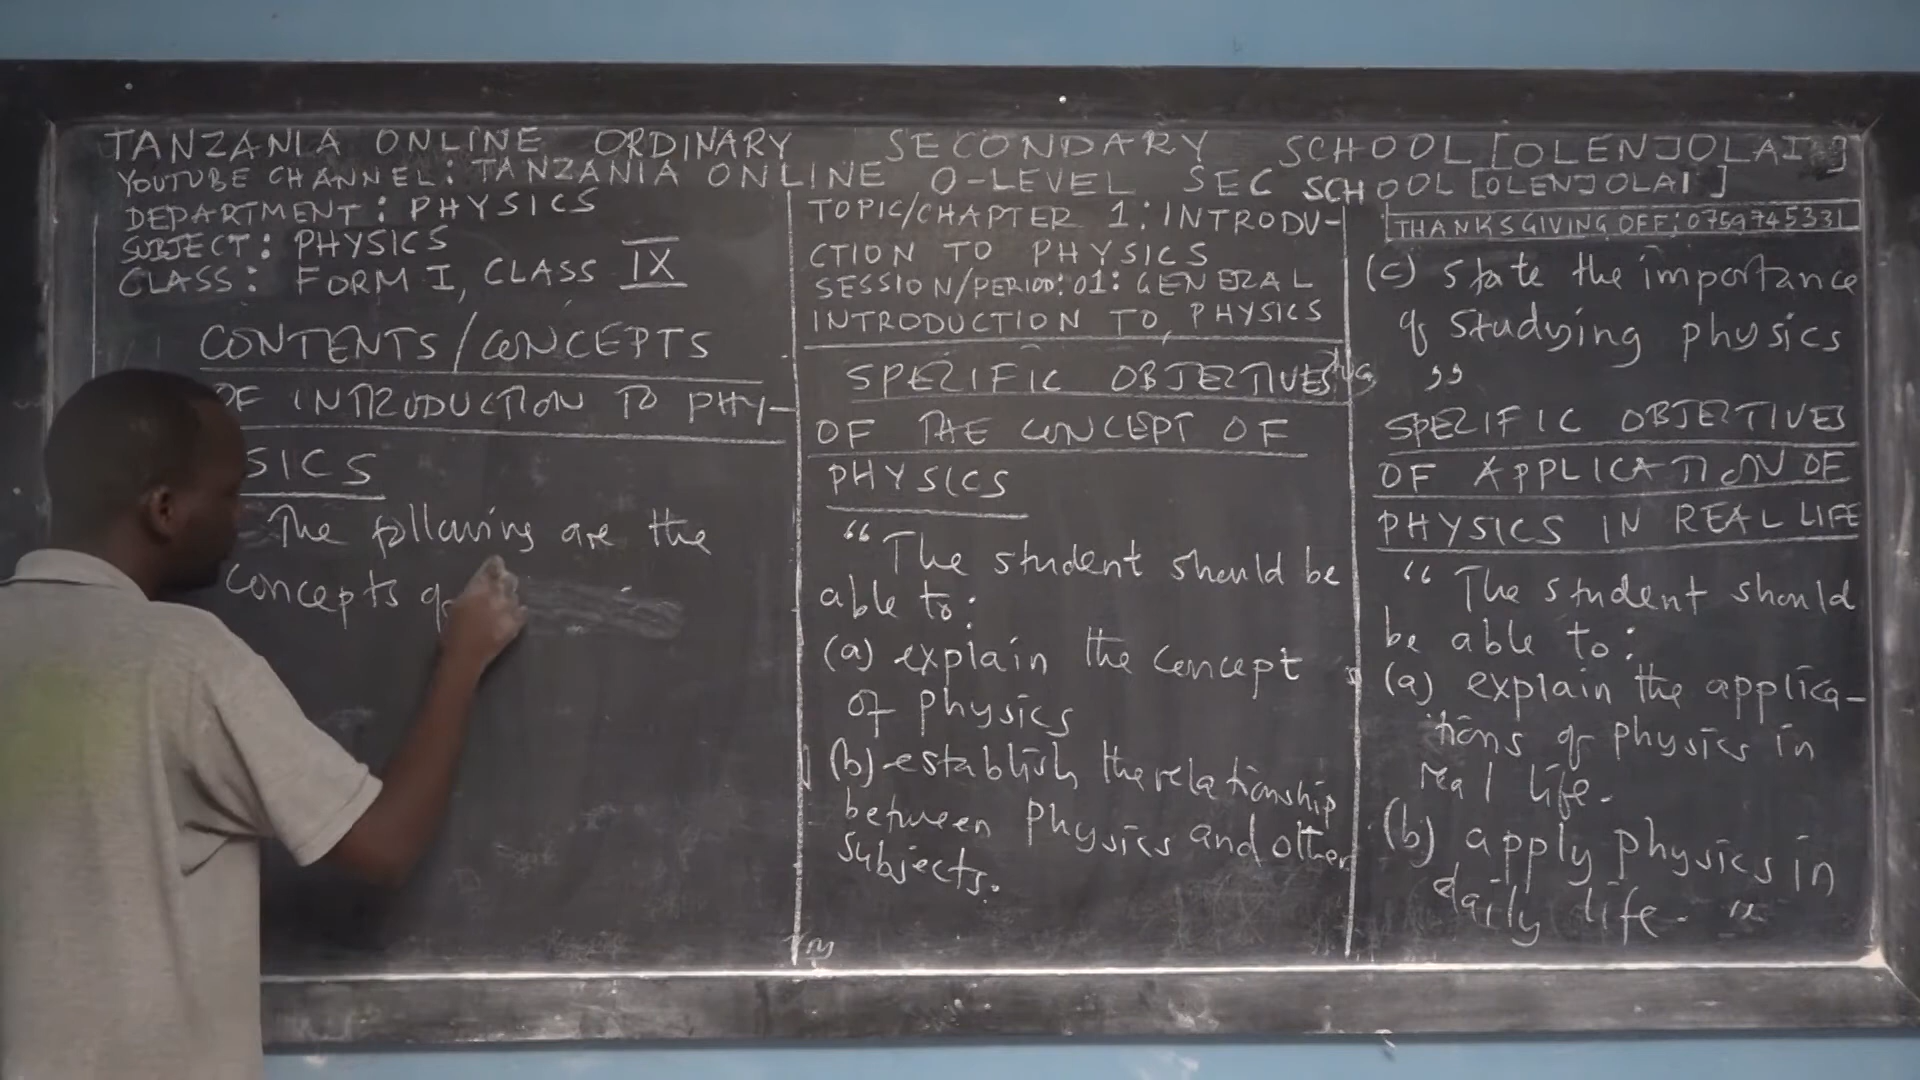 TANZANIA ONLINE ORDINARY SECONDARY SCHOOL [OLENJOLAI]
YOUTUBE CHANNEL: TANZANIA ONLINE O-LEVEL SEC SCHOOL [OLENJOLAI]
DEPARTMENT: PHYSICS
SUBJECT: PHYSICS
CLASS: FORM I, CLASS IX
CONTENTS/CONCEPTS
OF INTRODUCTION TO PHY-
SICS
The following are the
concepts
TOPIC/CHAPTER 1: INTRODU-
CTION TO PHYSICS
SESSION/PERIOD: 01: GENERAL
INTRODUCTION TO PHYSICS
SPECIFIC OBJECTIVES
OF THE CONCEPT OF
PHYSICS
“The student should be
able to:
(a) explain the concept
of physics
(b) establish the relationship
between physics and other
subjects.
THANKSGIVING OFF: 0759745331
(c) state the importance
of studying physics
”
SPECIFIC OBJECTIVES
OF APPLICATION OF
PHYSICS IN REAL LIFE
“The student should
be able to:
(a) explain the applica-
tions of physics in
real life.
(b) apply physics in
daily life. ”